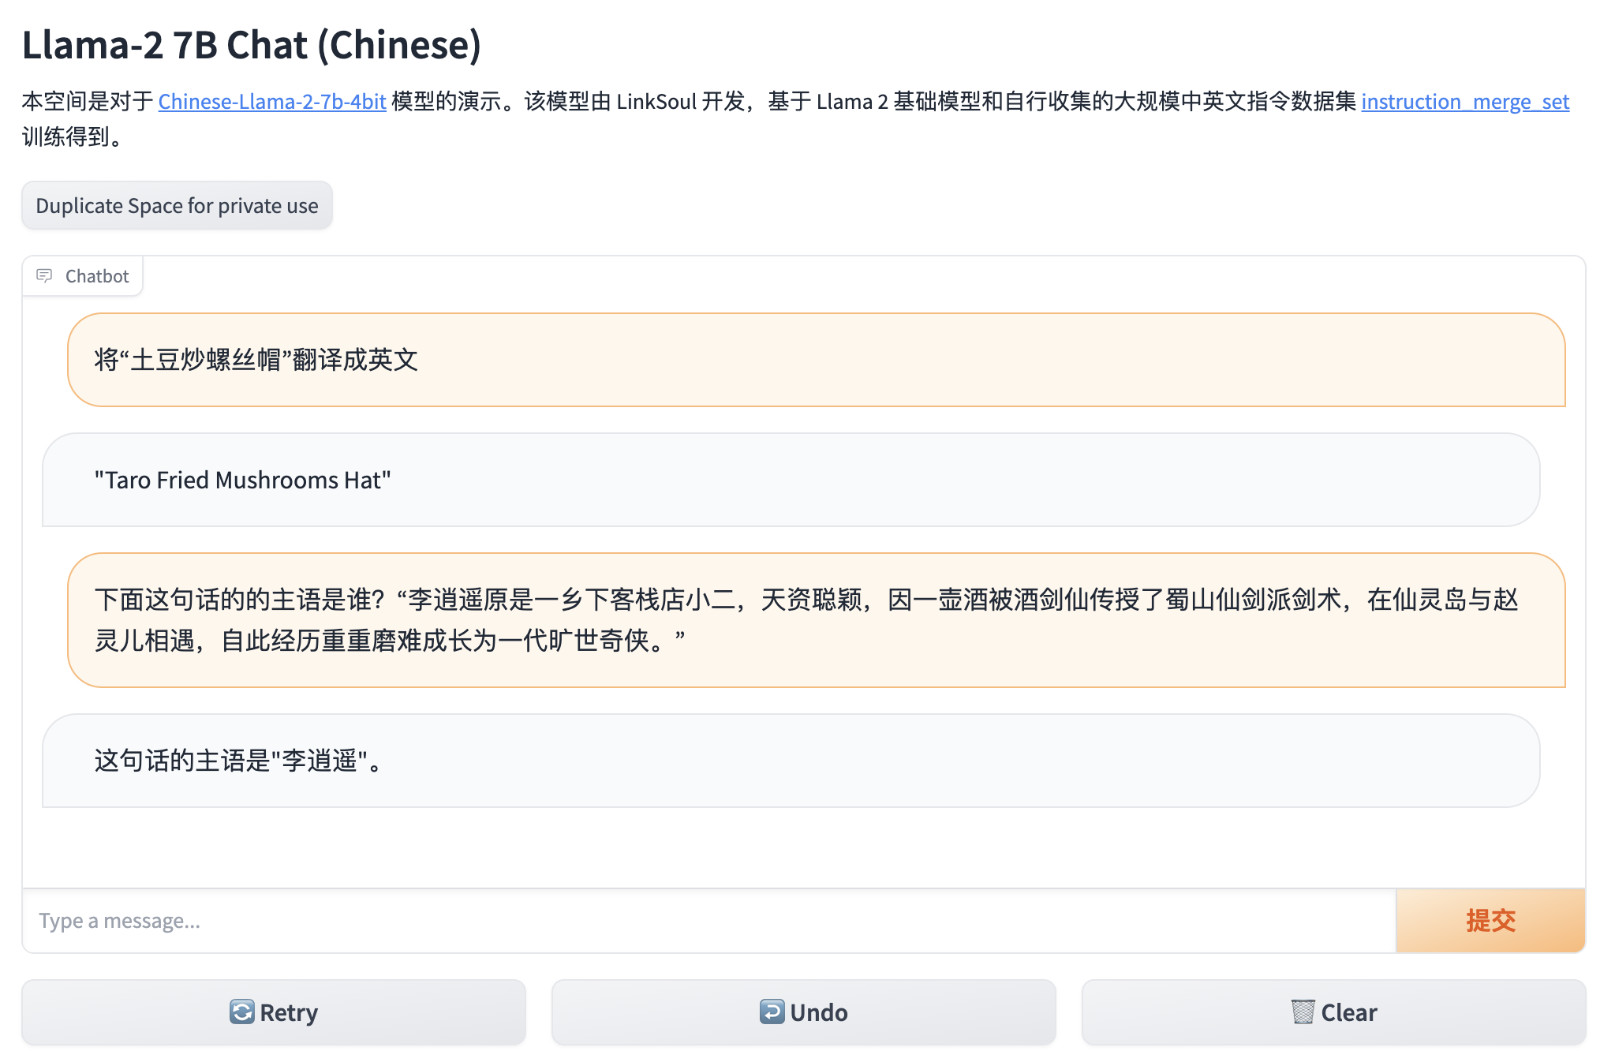 Llama-2 7B Chat (Chinese)
本空间是对于 Chinese-Llama-2-7b-4bit 模型的演示。该模型由 LinkSoul 开发，基于 Llama 2 基础模型和自行收集的大规模中英文指令数据集 instruction_merge_set
训练得到。
Duplicate Space for private use
Chatbot
将“土豆炒螺丝帽”翻译成英文
"Taro Fried Mushrooms Hat"
下面这句话的的主语是谁？“李逍遥原是一乡下客栈店小二，天资聪颖，因一壶酒被酒剑仙传授了蜀山仙剑派剑术，在仙灵岛与赵
灵儿相遇，自此经历重重磨难成长为一代旷世奇侠。”
这句话的主语是"李逍遥"。
Type a message...
提交
Retry
Undo
Clear